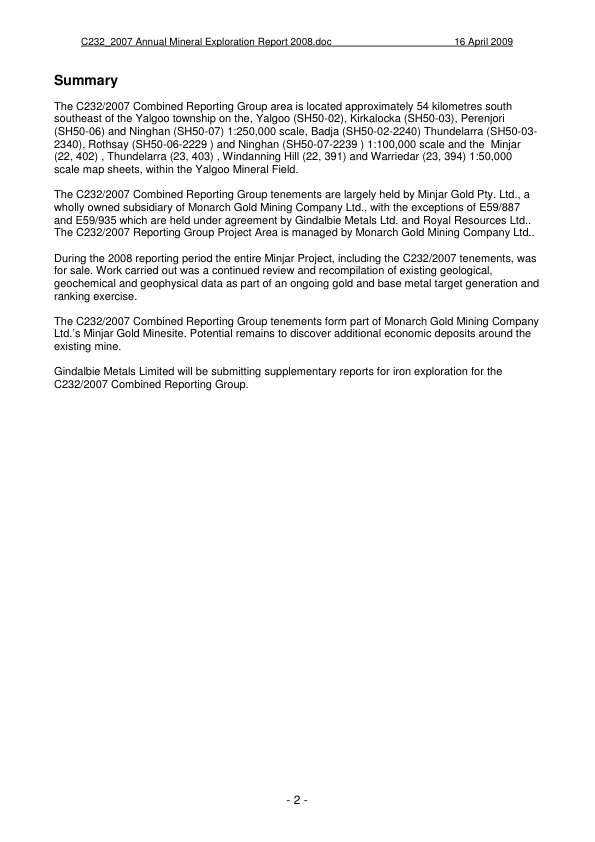 C232_2007 Annual Mineral Exploration Report 2008.doc 16 April 2009
Summary
The C232/2007 Combined Reporting Group area is located approximately 54 kilometres south
southeast of the Yalgoo township on the, Yalgoo (SH50-02), Kirkalocka (SH50-03), Perenjori
(SH50-06) and Ninghan (SH50-07) 1:250,000 scale, Badja (SH50-02-2240) Thundelarra (SH50-03-
2340), Rothsay (SH50-06-2229 ) and Ninghan (SH50-07-2239 ) 1:100,000 scale and the  Minjar
(22, 402) , Thundelarra (23, 403) , Windanning Hill (22, 391) and Warriedar (23, 394) 1:50,000
scale map sheets, within the Yalgoo Mineral Field.
The C232/2007 Combined Reporting Group tenements are largely held by Minjar Gold Pty. Ltd., a
wholly owned subsidiary of Monarch Gold Mining Company Ltd., with the exceptions of E59/887
and E59/935 which are held under agreement by Gindalbie Metals Ltd. and Royal Resources Ltd..
The C232/2007 Reporting Group Project Area is managed by Monarch Gold Mining Company Ltd..
During the 2008 reporting period the entire Minjar Project, including the C232/2007 tenements, was
for sale. Work carried out was a continued review and recompilation of existing geological,
geochemical and geophysical data as part of an ongoing gold and base metal target generation and
ranking exercise.
The C232/2007 Combined Reporting Group tenements form part of Monarch Gold Mining Company
Ltd.'s Minjar Gold Minesite. Potential remains to discover additional economic deposits around the
existing mine.
Gindalbie Metals Limited will be submitting supplementary reports for iron exploration for the
C232/2007 Combined Reporting Group.
- 2 -